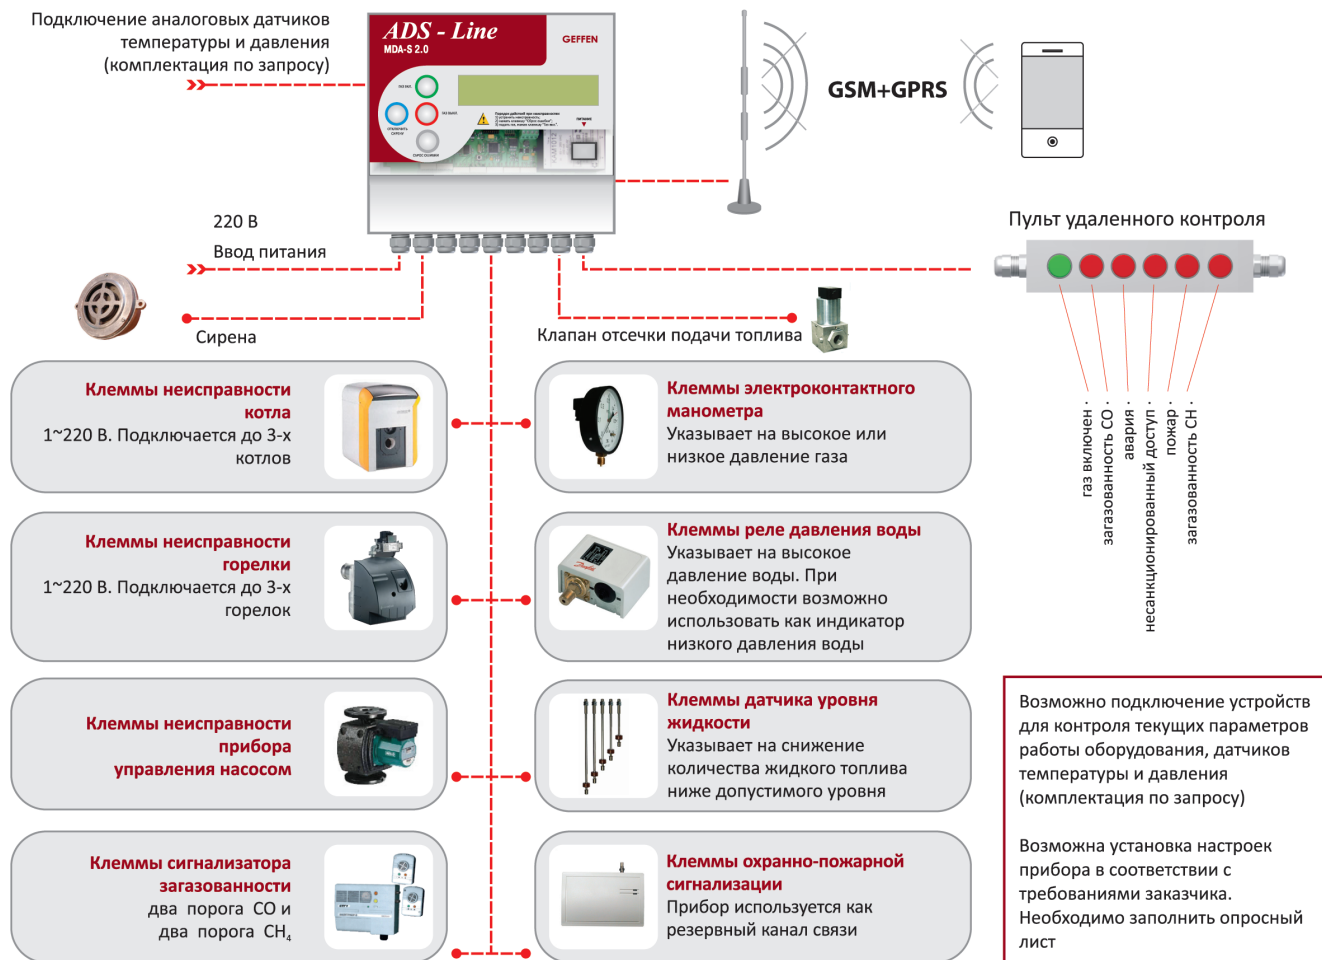 Подключение аналоговых датчиков
температуры и давления
(комплектация по запросу)
ADS - Line
MDA-S 2.0
GEFFEN
GSM+GPRS
220 В
Ввод питания
Сирена
Клапан отсечки подачи топлива
Пульт удаленного контроля
газ включен ·
загазованность CO ·
авария ·
несанкционированный доступ ·
пожар ·
загазованность CH ·
Клеммы неисправности
котла
1~220 В. Подключается до 3-х
котлов
Клеммы электроконтактного
манометра
Указывает на высокое или
низкое давление газа
Клеммы неисправности
горелки
1~220 В. Подключается до 3-х
горелок
Клеммы реле давления воды
Указывает на высокое
давление воды. При
необходимости возможно
использовать как индикатор
низкого давления воды
Клеммы неисправности
прибора
управления насосом
Клеммы датчика уровня
жидкости
Указывает на снижение
количества жидкого топлива
ниже допустимого уровня
Клеммы сигнализатора
загазованности
два порога CO и
два порога CH₄
Клеммы охранно-пожарной
сигнализации
Прибор используется как
резервный канал связи
Возможно подключение устройств
для контроля текущих параметров
работы оборудования, датчиков
температуры и давления
(комплектация по запросу)
Возможна установка настроек
прибора в соответствии с
требованиями заказчика.
Необходимо заполнить опросный
лист